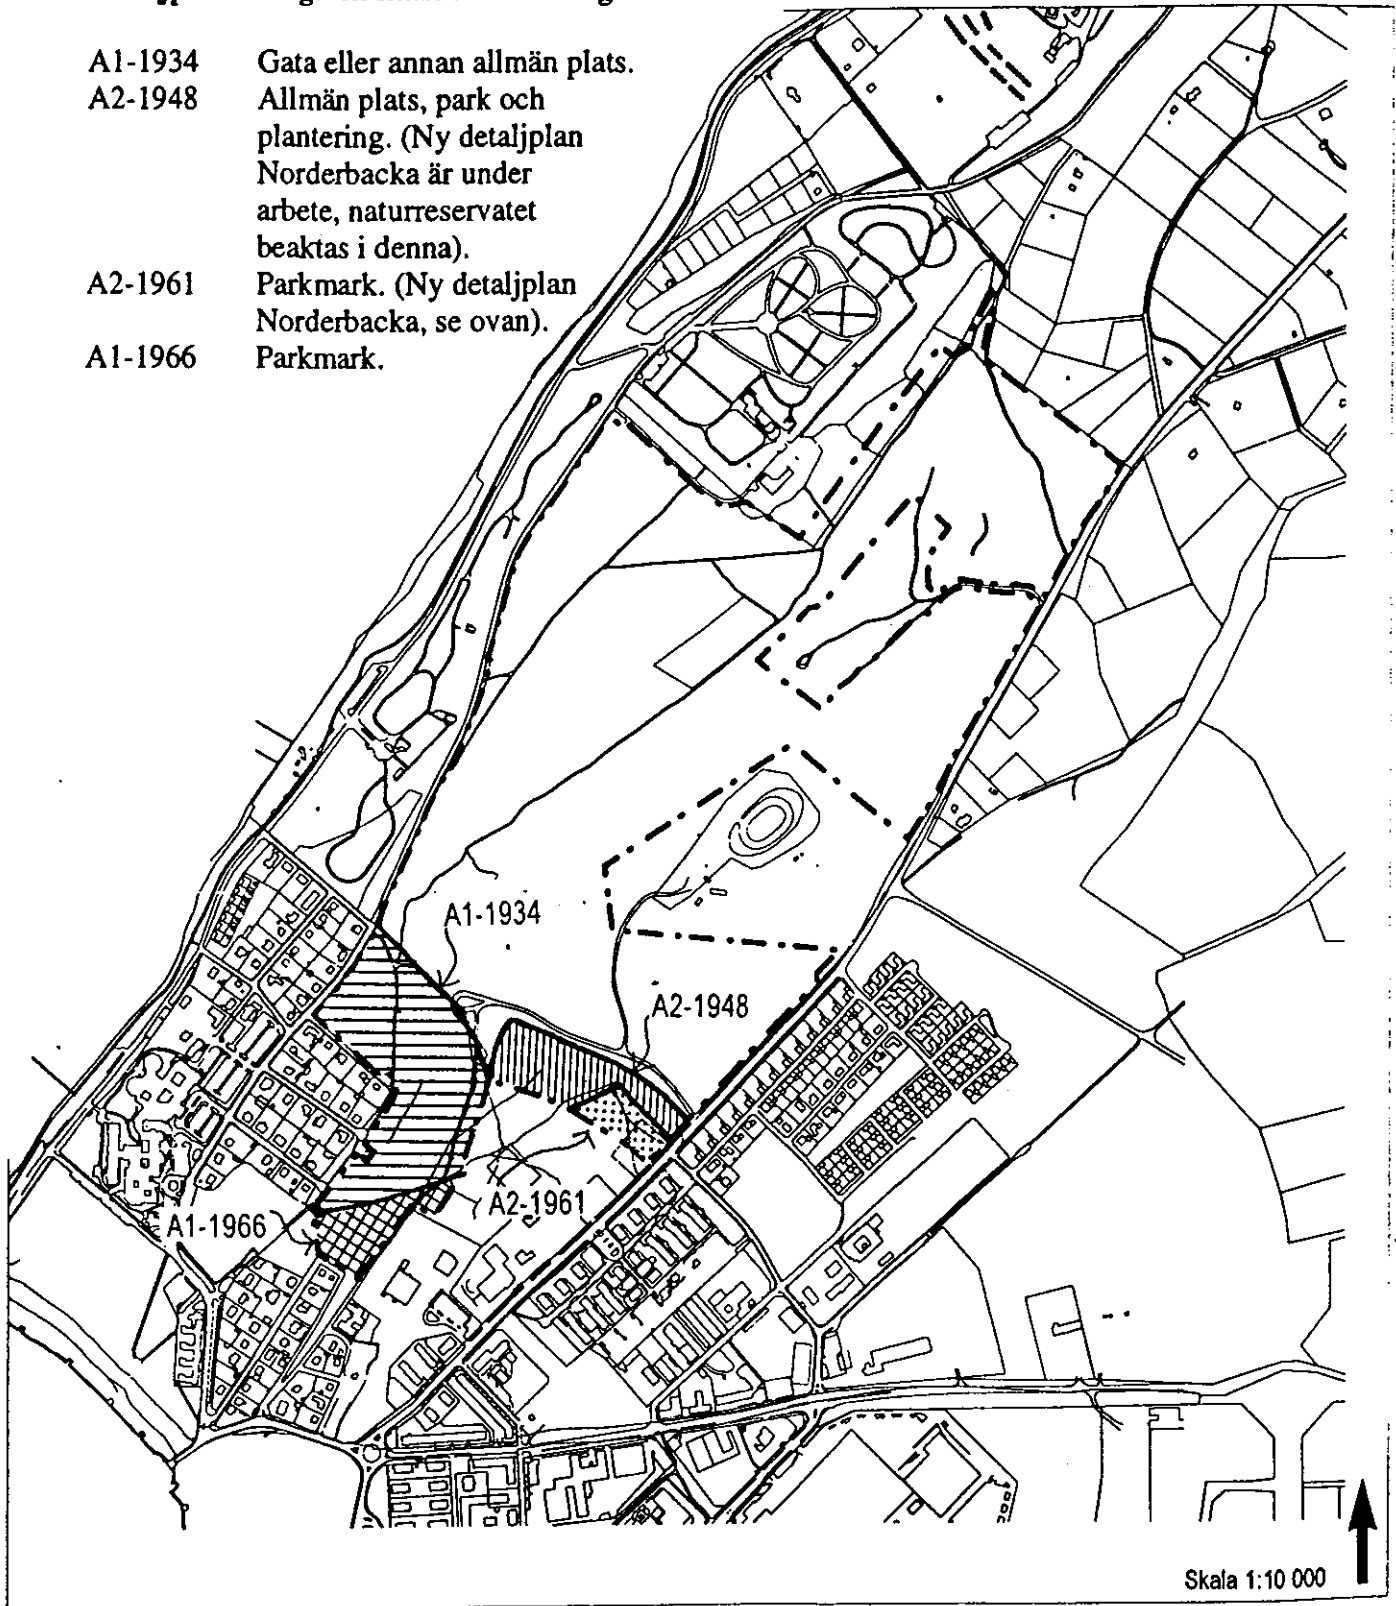 A1-1934 Gata eller annan allmän plats.
A2-1948 Allmän plats, park och
plantering. (Ny detaljplan
Norderbacka är under
arbete, naturreservatet
beaktas i denna).
A2-1961 Parkmark. (Ny detaljplan
Norderbacka, se ovan).
A1-1966 Parkmark.
A1-1934
A2-1948
A2-1961
A1-1966
Skala 1:10 000